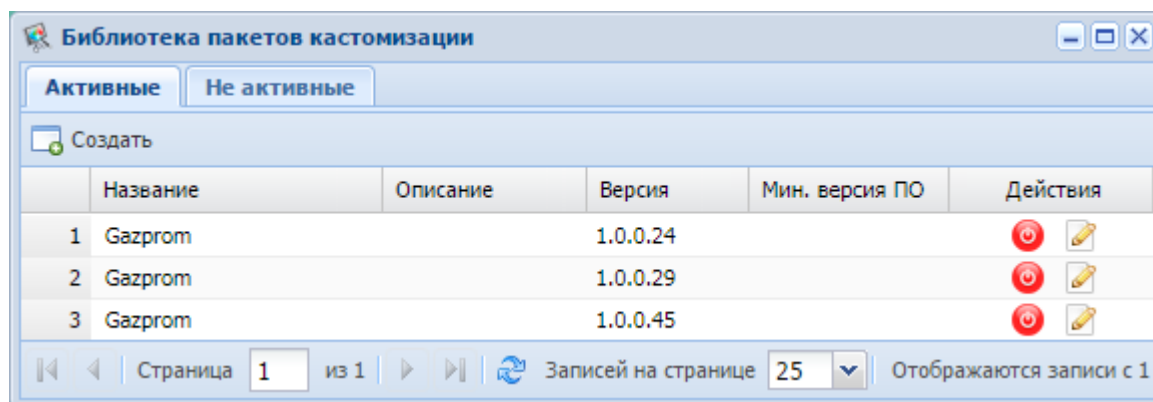 Библиотека пакетов кастомизации
Активные Не активные
Создать
Название Описание Версия Мин. версия ПО Действия
1 Gazprom 1.0.0.24
2 Gazprom 1.0.0.29
3 Gazprom 1.0.0.45
Страница 1 из 1 Записей на странице 25 Отображаются записи с 1